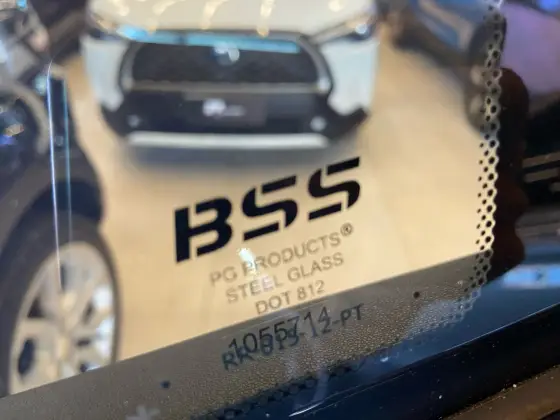 BSS
PG PRODUCTS®
STEEL GLASS
DOT 812
1055714